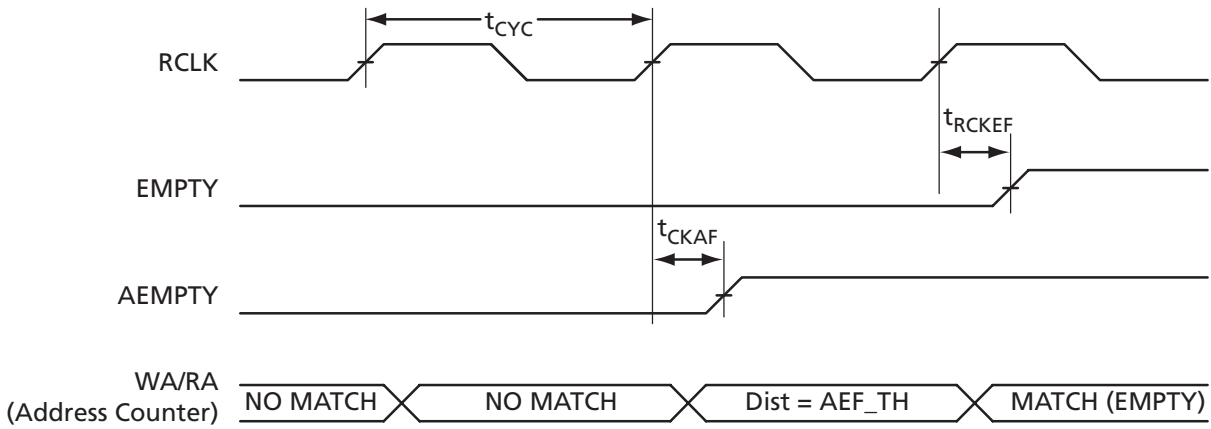 tCYC
RCLK
tRCKEF
EMPTY
tCKAF
AEMPTY
WA/RA
(Address Counter)
NO MATCH
NO MATCH
Dist = AEF_TH
MATCH (EMPTY)